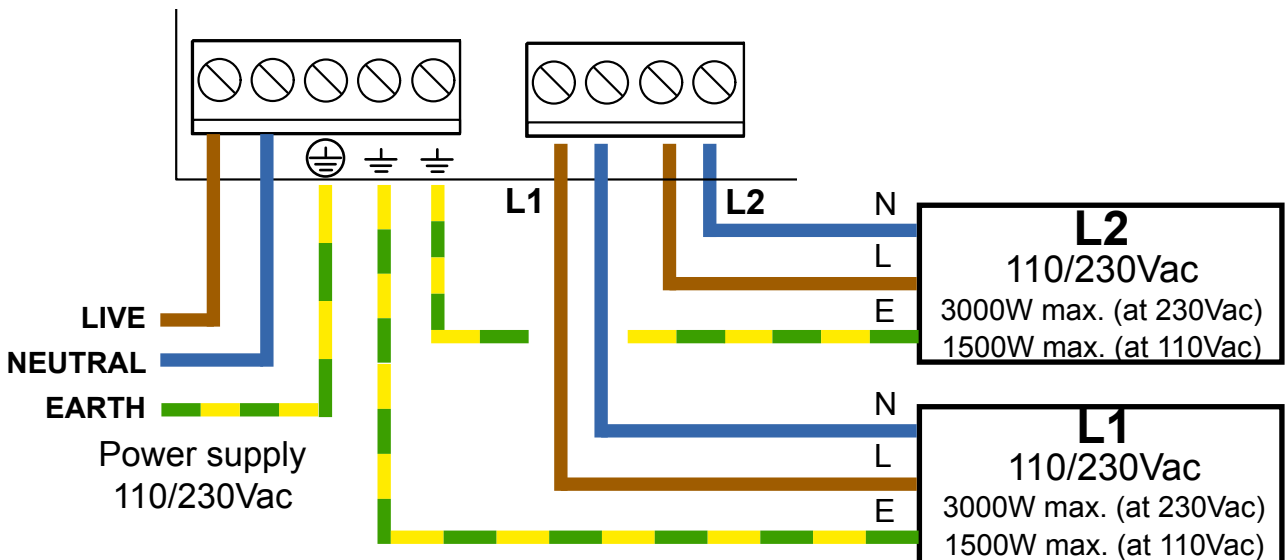 L1
L2
LIVE
NEUTRAL
EARTH
Power supply
110/230Vac
N
L
E
L2
110/230Vac
3000W max. (at 230Vac)
1500W max. (at 110Vac)
N
L
E
L1
110/230Vac
3000W max. (at 230Vac)
1500W max. (at 110Vac)